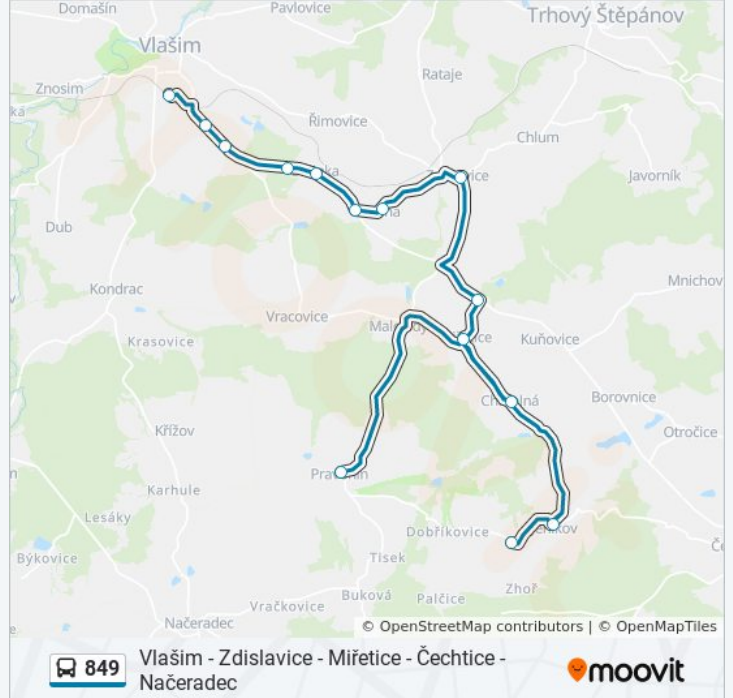 Domašín
Pavlovice
Trhový Štěpánov
Vlašim
Rataje
Znosim
Římovice
Chlum
Javorník
Dub
Kondrac
Mnichov
Vracovice
Krasovice
Kuňovice
Borovnice
Křížov
Otročice
Karhule
Lesáky
Dobříkovice
Býkovice
Tisek
Zhoř
Buková
Palčice
Vračkovice
Načeradec
© OpenStreetMap contributors | © OpenMapTiles
849
Vlašim - Zdislavice - Miřetice - Čechtice -
Načeradec
moovit